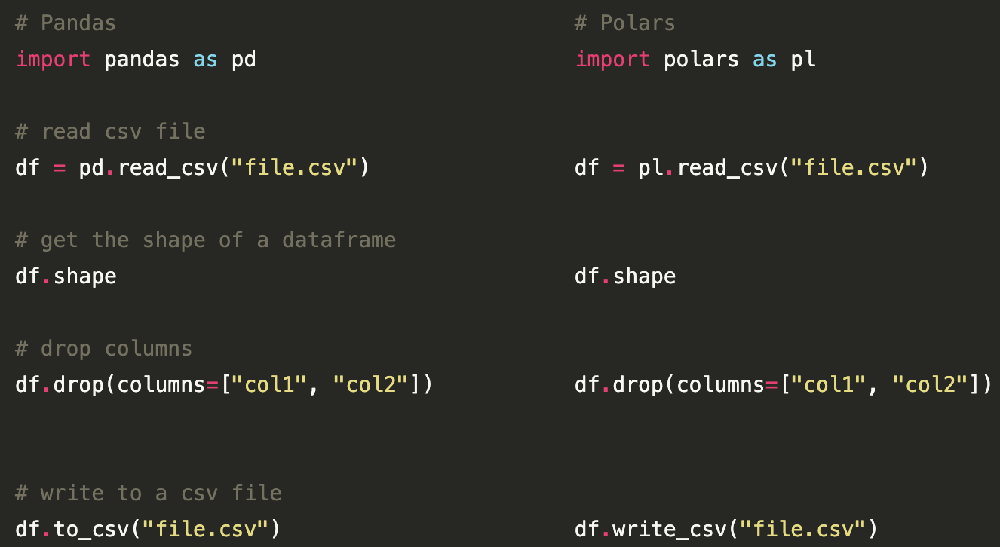 # Pandas
import pandas as pd
# read csv file
df = pd.read_csv("file.csv")
# get the shape of a dataframe
df.shape
# drop columns
df.drop(columns=["col1", "col2"])
# write to a csv file
df.to_csv("file.csv")
# Polars
import polars as pl
df = pl.read_csv("file.csv")
df.shape
df.drop(columns=["col1", "col2"])
df.write_csv("file.csv")